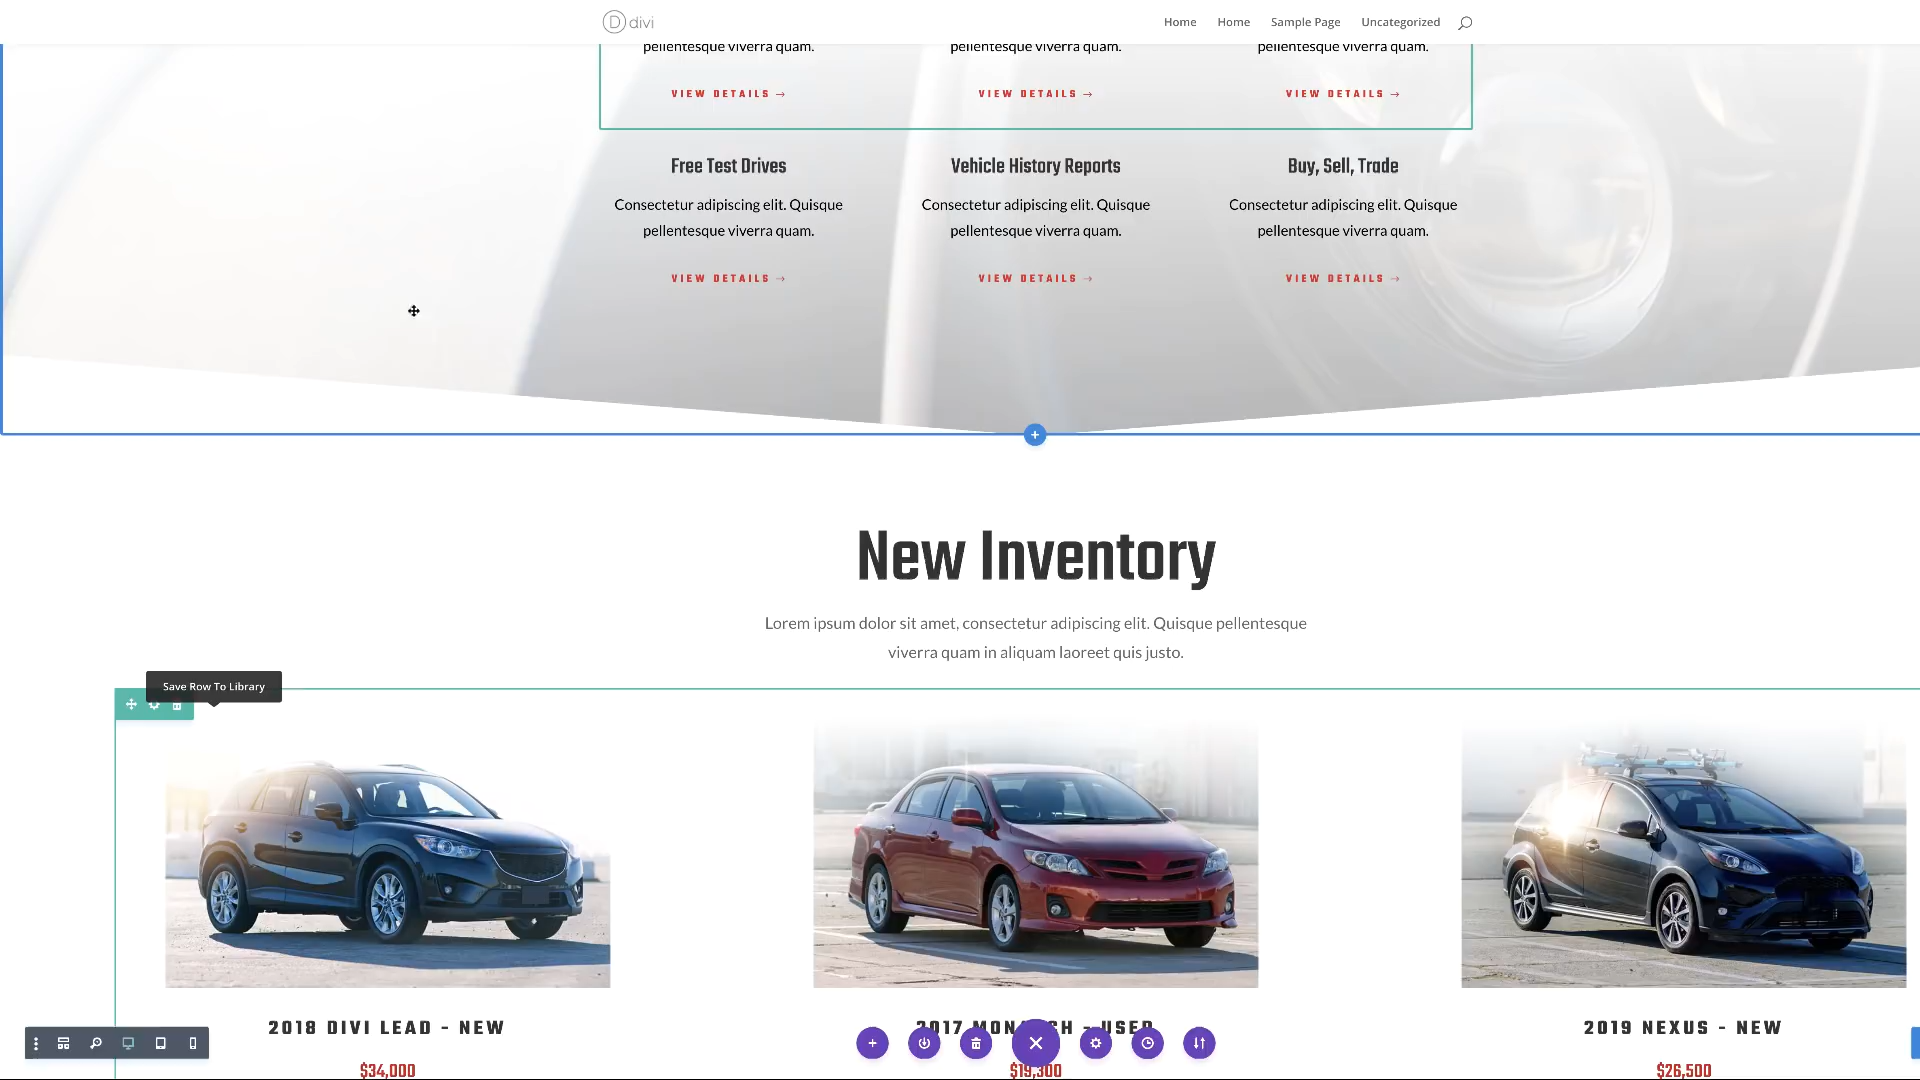 divi
Home Home Sample Page Uncategorized
pellentesque viverra quam. pellentesque viverra quam. pellentesque viverra quam.
VIEW DETAILS → VIEW DETAILS → VIEW DETAILS →
Free Test Drives Vehicle History Reports Buy, Sell, Trade
Consectetur adipiscing elit. Quisque Consectetur adipiscing elit. Quisque Consectetur adipiscing elit. Quisque
pellentesque viverra quam. pellentesque viverra quam. pellentesque viverra quam.
VIEW DETAILS → VIEW DETAILS → VIEW DETAILS →
New Inventory
Lorem ipsum dolor sit amet, consectetur adipiscing elit. Quisque pellentesque
viverra quam in aliquam laoreet quis justo.
Save Row To Library
2018 DIVI LEAD - NEW 2017 - USED 2019 NEXUS - NEW
$34,000 $19,300 $26,500